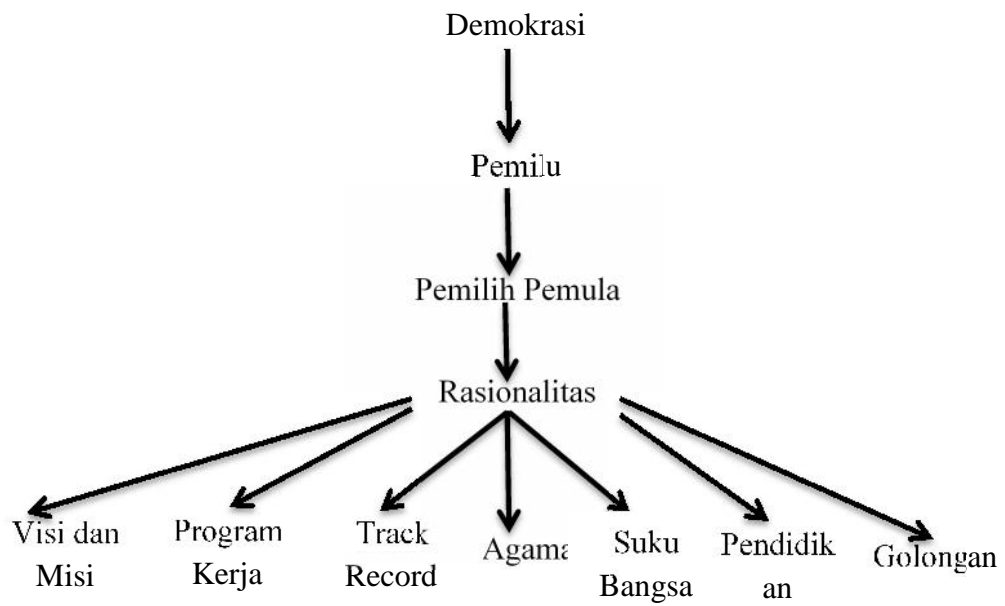 Demokrasi
Pemilu
Pemilih Pemula
Rasionalitas
Visi dan
Misi
Program
Kerja
Track
Record
Agama
Suku
Bangsa
Pendidik
an
Golongan